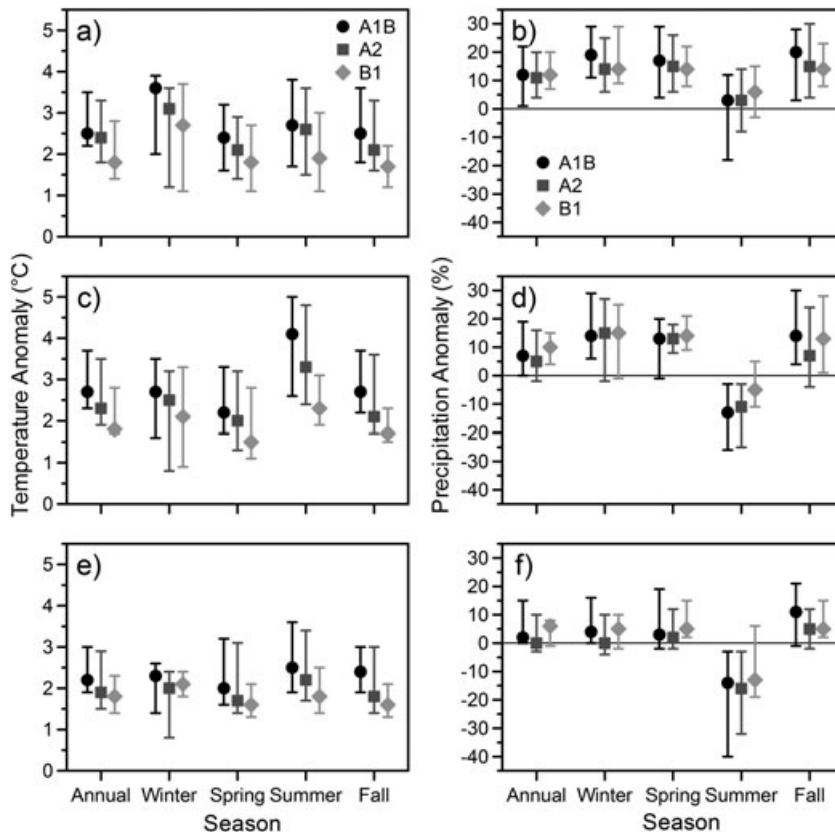 a)
A1B
A2
B1
5
4
3
2
1
0
b)
A1B
A2
B1
30
20
10
0
-10
-20
-30
-40
c)
5
4
3
2
1
0
d)
30
20
10
0
-10
-20
-30
-40
e)
5
4
3
2
1
0
f)
30
20
10
0
-10
-20
-30
-40
Temperature Anomaly (°C)
Precipitation Anomaly (%)
Annual Winter Spring Summer Fall
Season
Annual Winter Spring Summer Fall
Season